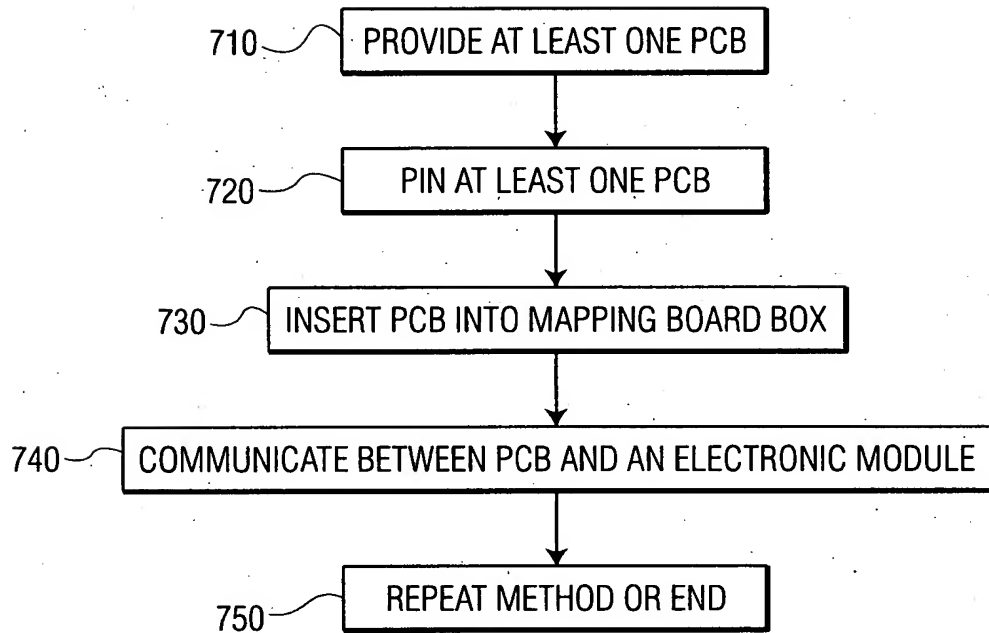 710 PROVIDE AT LEAST ONE PCB
720 PIN AT LEAST ONE PCB
730 INSERT PCB INTO MAPPING BOARD BOX
740 COMMUNICATE BETWEEN PCB AND AN ELECTRONIC MODULE
750 REPEAT METHOD OR END